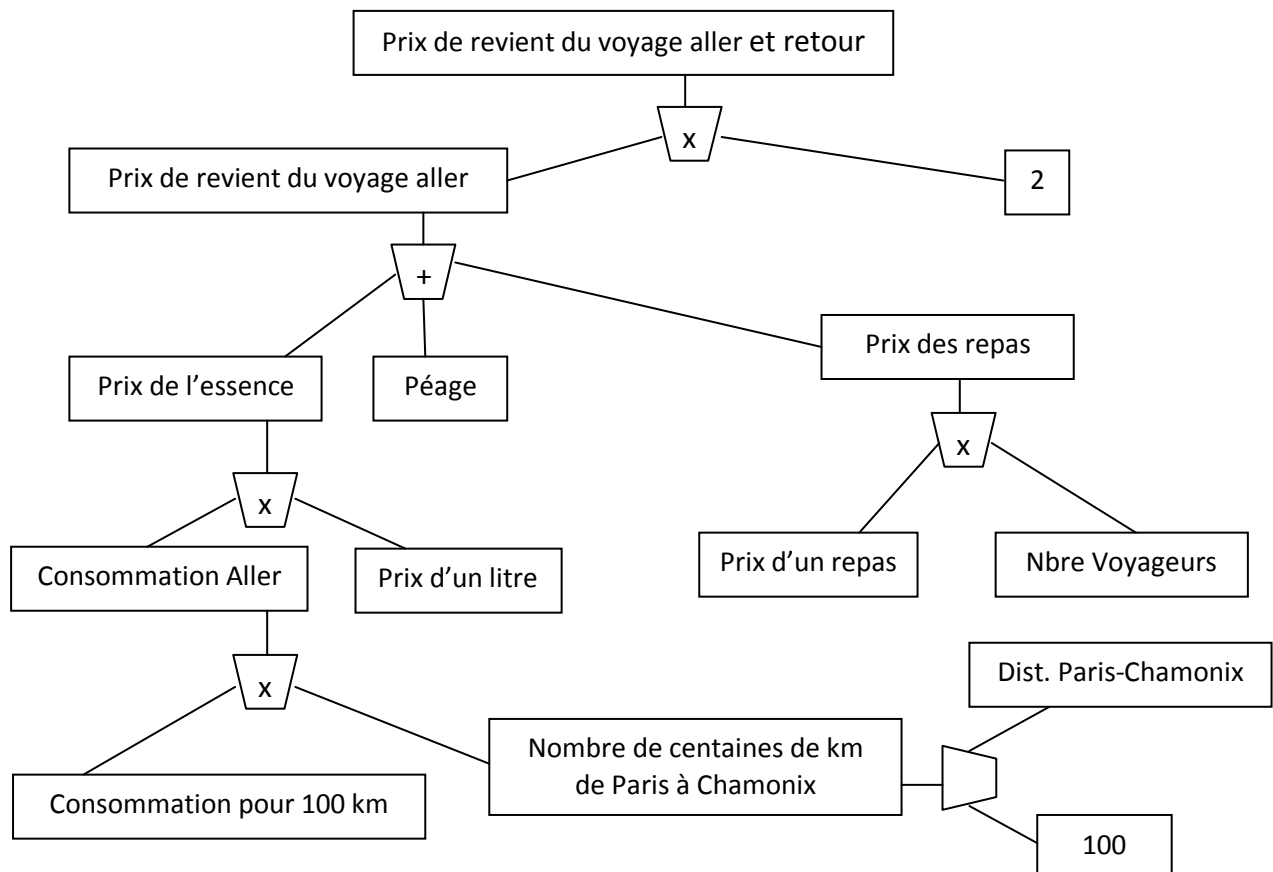 Prix de revient du voyage aller et retour
x
Prix de revient du voyage aller
2
+
Prix des repas
Prix de l’essence
Péage
x
x
Prix d’un repas
Nbre Voyageurs
Consommation Aller
Prix d’un litre
x
Dist. Paris-Chamonix
Nombre de centaines de km
de Paris à Chamonix
Consommation pour 100 km
100